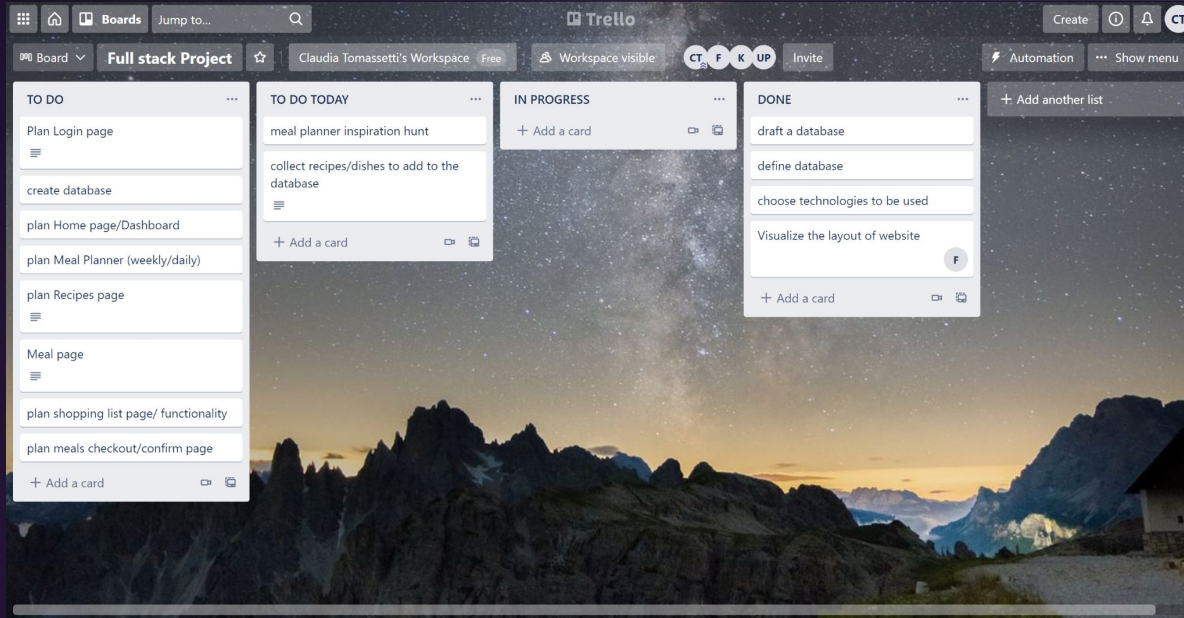 Boards
Jump to...
Trello
Create
CT
Board
Full stack Project
Claudia Tomassetti's Workspace Free
Workspace visible
CT F K UP
Invite
Automation
··· Show menu
TO DO ···
Plan Login page
create database
plan Home page/Dashboard
plan Meal Planner (weekly/daily)
plan Recipes page
Meal page
plan shopping list page/ functionality
plan meals checkout/confirm page
+ Add a card
TO DO TODAY ···
meal planner inspiration hunt
collect recipes/dishes to add to the
database
+ Add a card
IN PROGRESS ···
+ Add a card
DONE ···
draft a database
define database
choose technologies to be used
Visualize the layout of website
F
+ Add a card
+ Add another list